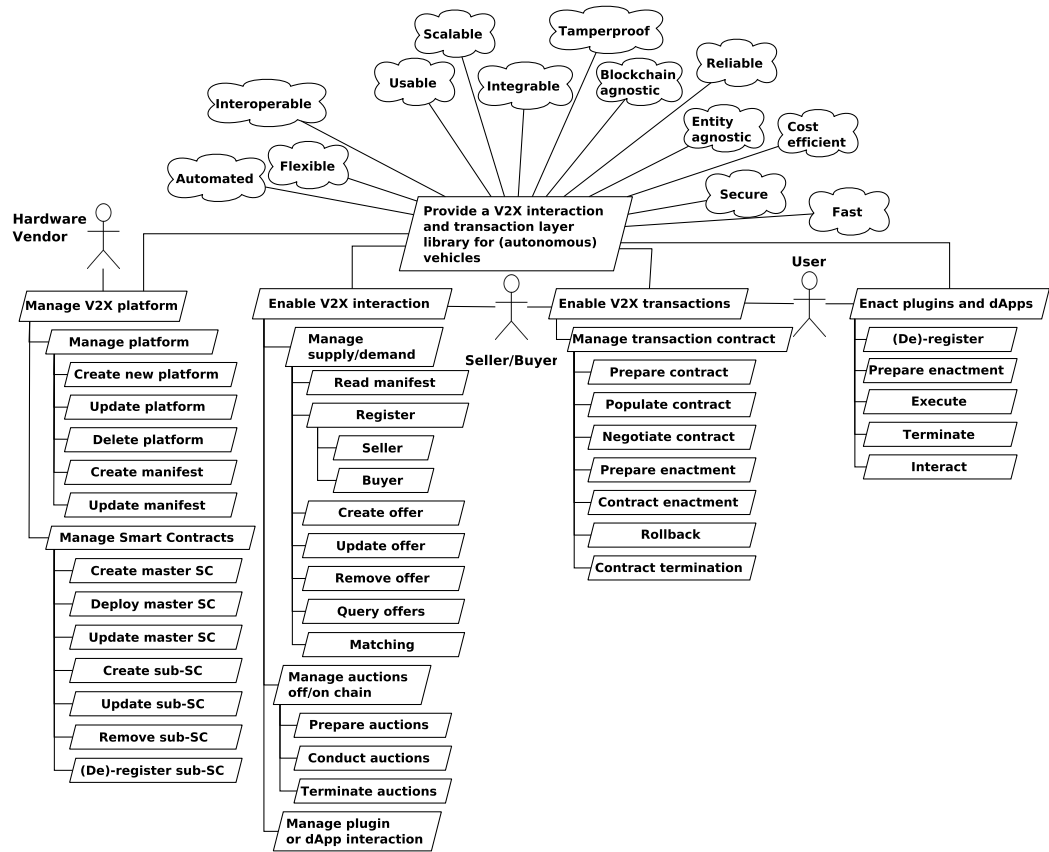 Scalable
Tamperproof
Usable
Integrable
Blockchain
agnostic
Reliable
Interoperable
Entity
agnostic
Cost
efficient
Automated
Flexible
Secure
Fast
Provide a V2X interaction
and transaction layer
library for (autonomous)
vehicles
Hardware
Vendor
Seller/Buyer
User
Manage V2X platform
Manage platform
Create new platform
Update platform
Delete platform
Create manifest
Update manifest
Manage Smart Contracts
Create master SC
Deploy master SC
Update master SC
Create sub-SC
Update sub-SC
Remove sub-SC
(De)-register sub-SC
Enable V2X interaction
Manage
supply/demand
Read manifest
Register
Seller
Buyer
Create offer
Update offer
Remove offer
Query offers
Matching
Manage auctions
off/on chain
Prepare auctions
Conduct auctions
Terminate auctions
Manage plugin
or dApp interaction
Enable V2X transactions
Manage transaction contract
Prepare contract
Populate contract
Negotiate contract
Prepare enactment
Contract enactment
Rollback
Contract termination
Enact plugins and dApps
(De)-register
Prepare enactment
Execute
Terminate
Interact